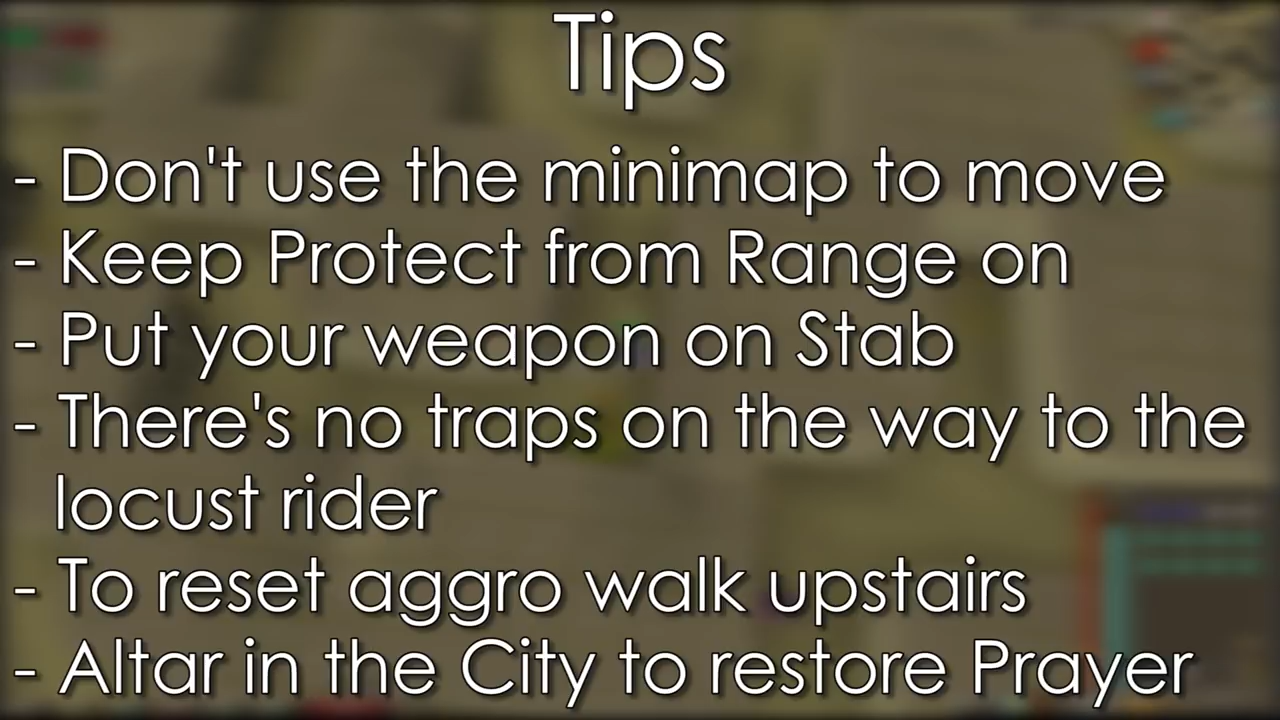 Tips
- Don't use the minimap to move
- Keep Protect from Range on
- Put your weapon on Stab
- There's no traps on the way to the
locust rider
- To reset aggro walk upstairs
- Altar in the City to restore Prayer